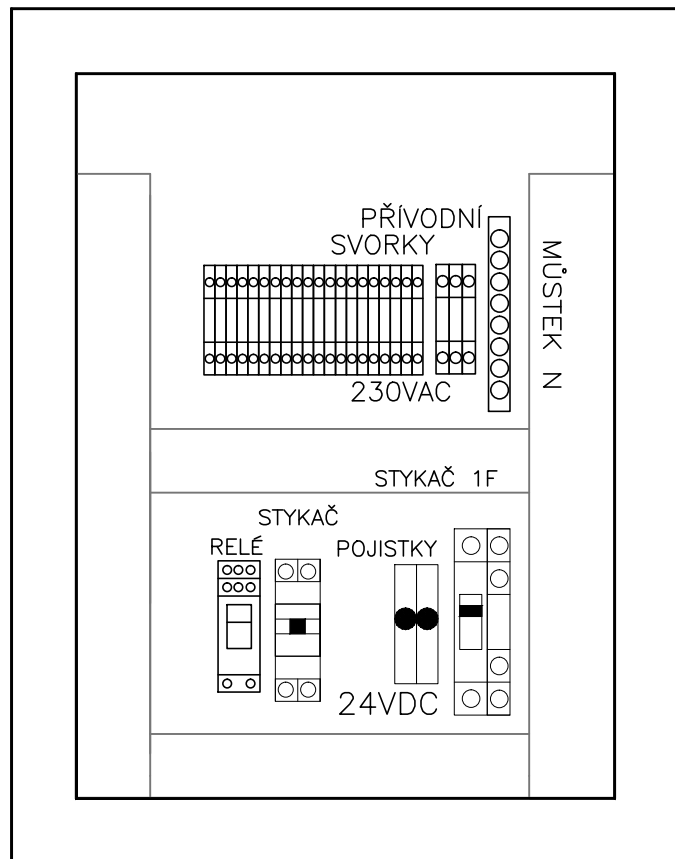 PŘÍVODNÍ
SVORKY
MŮSTEK N
230VAC
STYKAČ 1F
STYKAČ
RELÉ
POJISTKY
24VDC